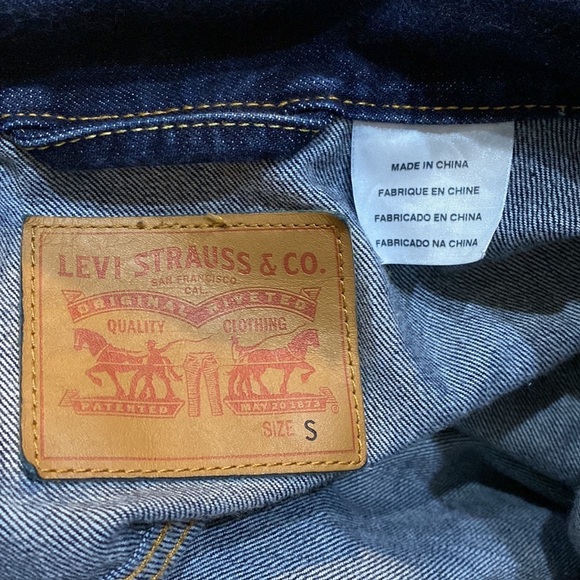 LEVI STRAUSS & CO.
SAN FRANCISCO
CAL.
ORIGINAL RIVETED
QUALITY CLOTHING
PATENTED MAY 20 1873
SIZE S
MADE IN CHINA
FABRIQUE EN CHINE
FABRICADO EN CHINA
FABRICADO NA CHINA